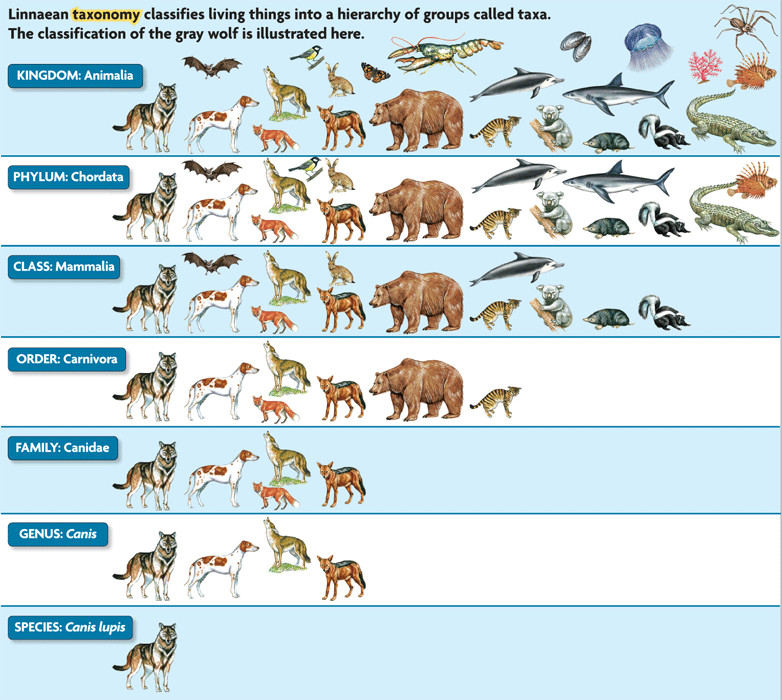 Linnaean taxonomy classifies living things into a hierarchy of groups called taxa.
The classification of the gray wolf is illustrated here.
KINGDOM: Animalia
PHYLUM: Chordata
CLASS: Mammalia
ORDER: Carnivora
FAMILY: Canidae
GENUS: Canis
SPECIES: Canis lupis